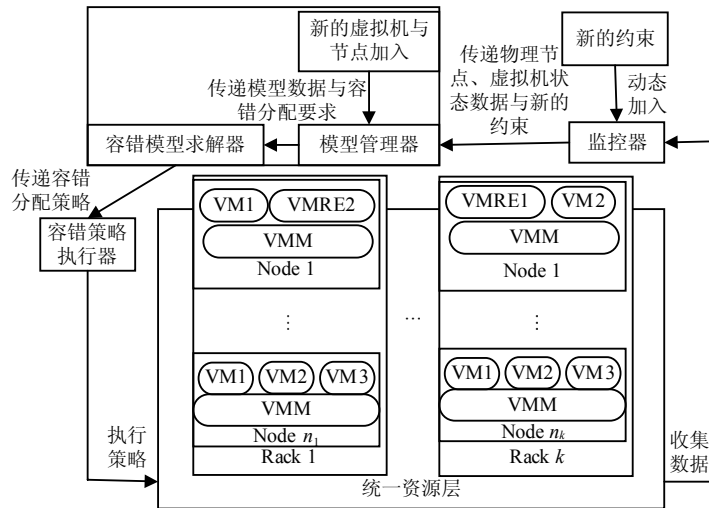 新的虚拟机与
节点加入
新的约束
传递物理节
点、虚拟机状
态数据与新的
约束
动态
加入
传递模型数据与容
错分配要求
容错模型求解器
模型管理器
监控器
传递容错
分配策略
容错策略
执行器
VM1
VMRE2
VMM
Node 1
⋮
VM1
VM2
VM3
VMM
Node n₁
Rack 1
…
VMRE1
VM2
VMM
Node 1
⋮
VM1
VM2
VM3
VMM
Node nₖ
Rack k
执行
策略
统一资源层
收集
数据